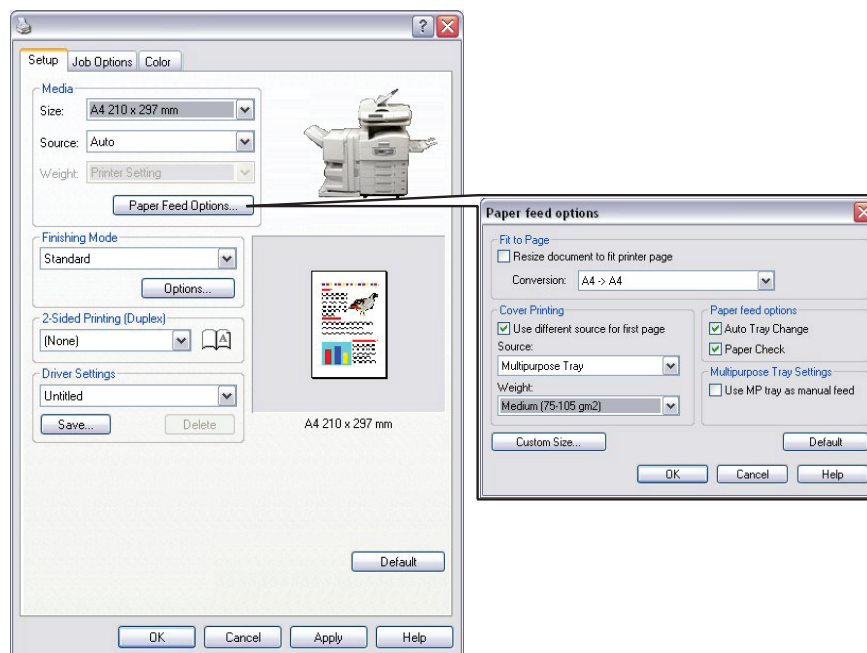 Setup Job Options Color
Media
Size: A4 210 x 297 mm
Source: Auto
Weight: Printer Setting
Paper Feed Options...
Finishing Mode
Standard
Options...
2-Sided Printing (Duplex)
(None)
A
Driver Settings
Untitled
Save... Delete
A4 210 x 297 mm
Default
OK Cancel Apply Help
Paper feed options
Fit to Page
Resize document to fit printer page
Conversion: A4 -> A4
Cover Printing
Use different source for first page
Source:
Multipurpose Tray
Weight:
Medium (75-105 gm2)
Paper feed options
Auto Tray Change
Paper Check
Multipurpose Tray Settings
Use MP tray as manual feed
Custom Size... Default
OK Cancel Help